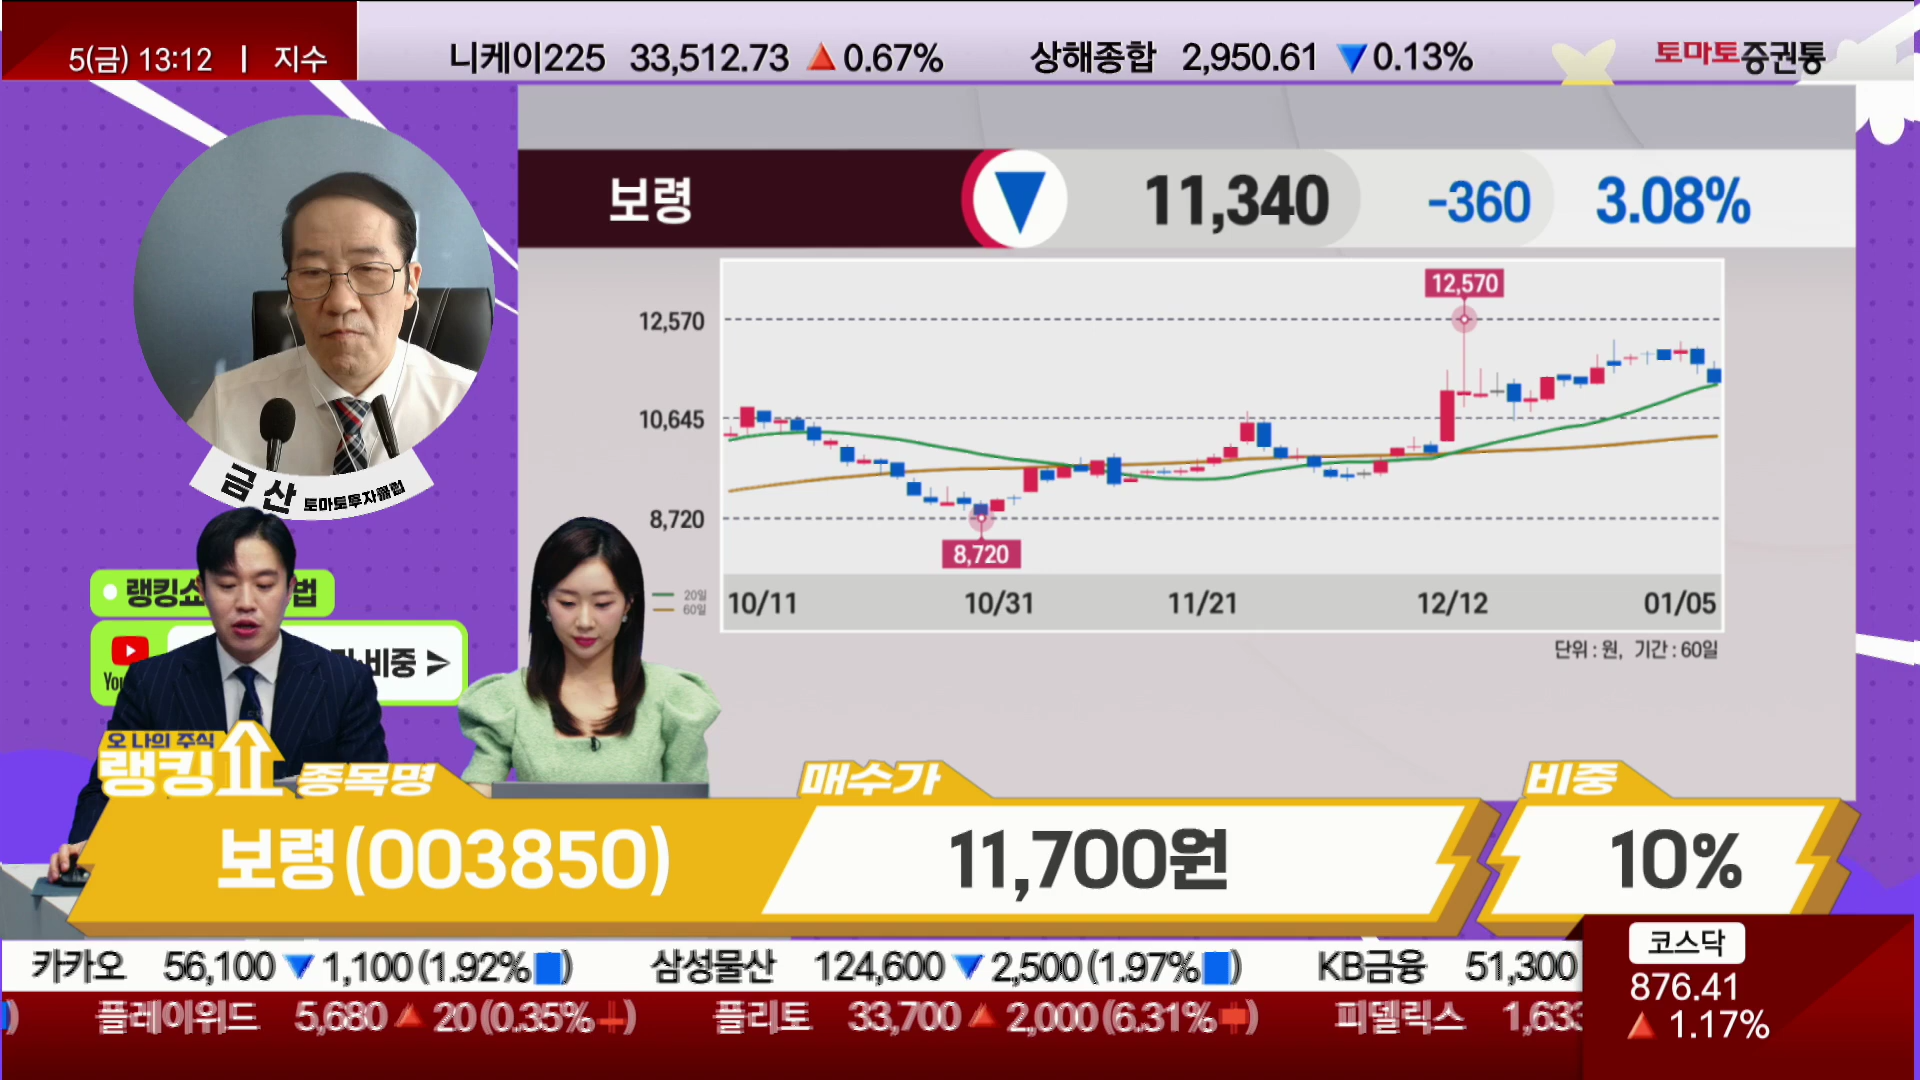 5(금) 13:12 | 지수
니케이225 33,512.73 ▲0.67% 상해종합 2,950.61 ▼0.13%
토마토증권통
보령 ▼ 11,340 -360 3.08%
12,570
12,570
10,645
8,720
8,720
20일
60일
10/11 10/31 11/21 12/12 01/05
단위 : 원, 기간 : 60일
금산 토마토투자클럽
랭킹쇼 법
비중
오 나의 주식
랭킹쇼
종목명 매수가 비중
보령(003850) 11,700원 10%
카카오 56,100 ▼1,100(1.92%) 삼성물산 124,600 ▼2,500(1.97%) KB금융 51,300
플레이위드 5,680 ▲20(0.35%) 플리토 33,700 ▲2,000(6.31%) 피델릭스 1,633
코스닥
876.41
▲ 1.17%